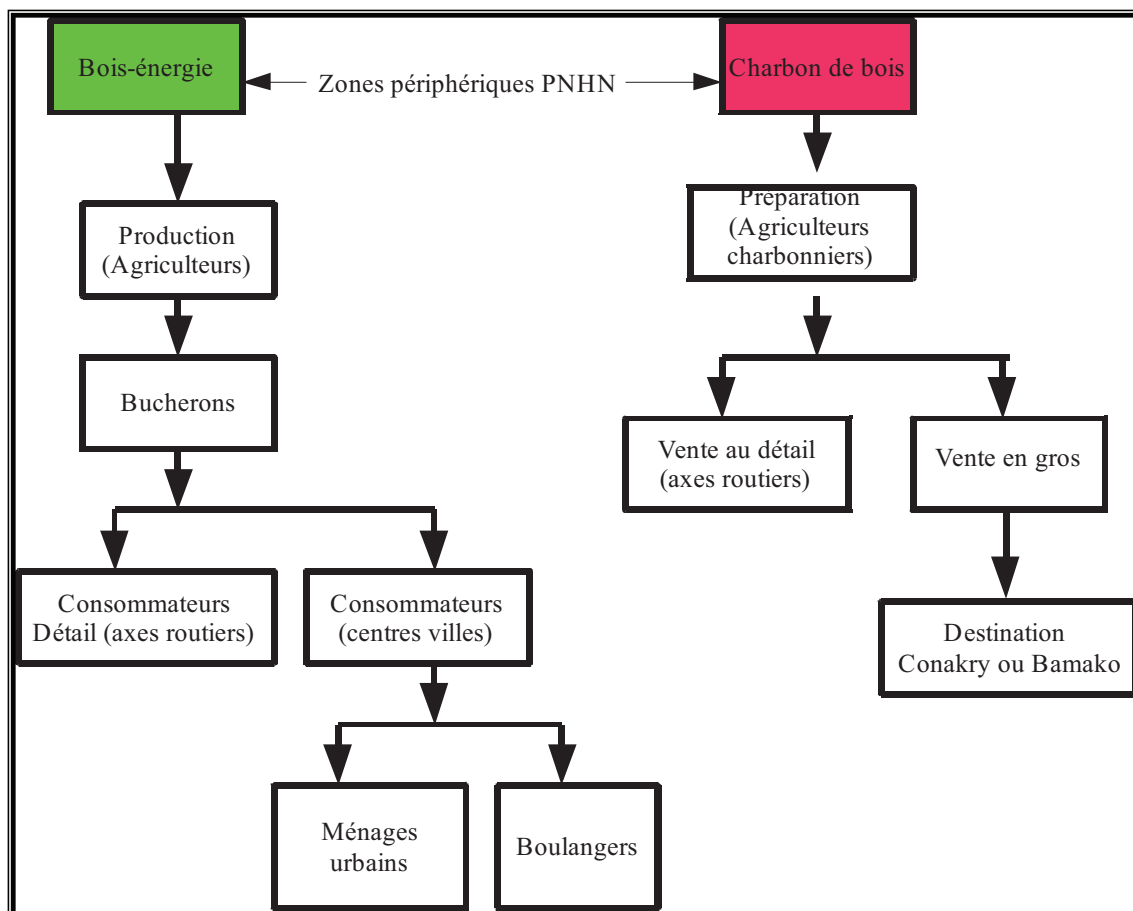 Bois-énergie
Zones périphériques PNHN
Charbon de bois
Production
(Agriculteurs)
Préparation
(Agriculteurs
charbonniers)
Bucherons
Vente au détail
(axes routiers)
Vente en gros
Consommateurs
Détail (axes routiers)
Consommateurs
(centres villes)
Destination
Conakry ou Bamako
Ménages
urbains
Boulangers